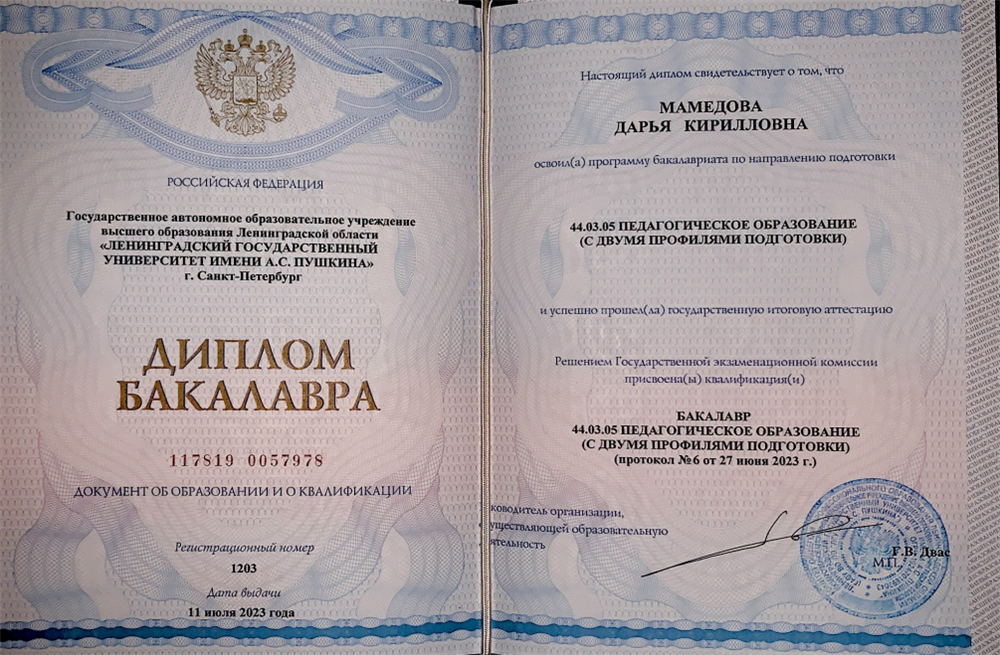 РОССИЙСКАЯ ФЕДЕРАЦИЯ
Государственное автономное образовательное учреждение
высшего образования Ленинградской области
«ЛЕНИНГРАДСКИЙ ГОСУДАРСТВЕННЫЙ
УНИВЕРСИТЕТ ИМЕНИ А.С. ПУШКИНА»
г. Санкт-Петербург
ДИПЛОМ
БАКАЛАВРА
117819 0057978
ДОКУМЕНТ ОБ ОБРАЗОВАНИИ И О КВАЛИФИКАЦИИ
Регистрационный номер
1203
Дата выдачи
11 июля 2023 года
Настоящий диплом свидетельствует о том, что
МАМЕДОВА
ДАРЬЯ КИРИЛЛОВНА
освоил(а) программу бакалавриата по направлению подготовки
44.03.05 ПЕДАГОГИЧЕСКОЕ ОБРАЗОВАНИЕ
(С ДВУМЯ ПРОФИЛЯМИ ПОДГОТОВКИ)
и успешно прошел(ла) государственную итоговую аттестацию
Решением Государственной экзаменационной комиссии
присвоена(ы) квалификация(и)
БАКАЛАВР
44.03.05 ПЕДАГОГИЧЕСКОЕ ОБРАЗОВАНИЕ
(С ДВУМЯ ПРОФИЛЯМИ ПОДГОТОВКИ)
(протокол №6 от 27 июня 2023 г.)
ководитель организации,
уществляющей образовательную
ятельность
Г.В. Двас
М.П.